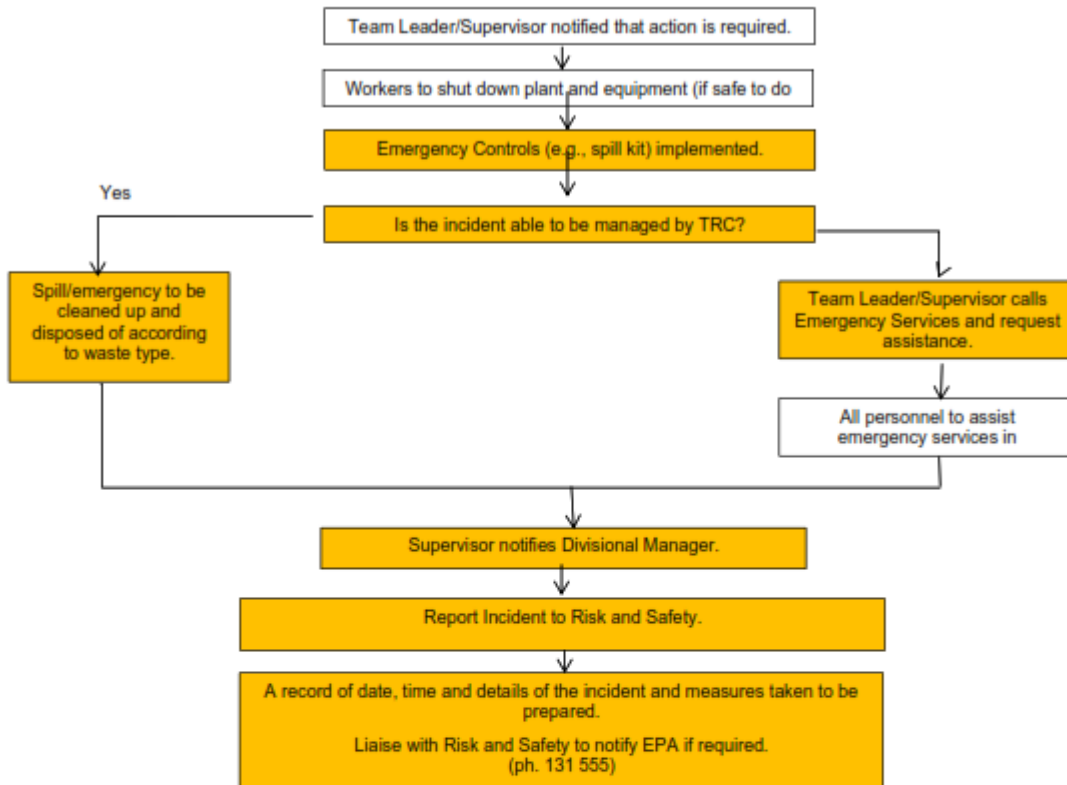 Team Leader/Supervisor notified that action is required.
Workers to shut down plant and equipment (if safe to do
Emergency Controls (e.g., spill kit) implemented.
Yes
Is the incident able to be managed by TRC?
Spill/emergency to be
cleaned up and
disposed of according
to waste type.
Team Leader/Supervisor calls
Emergency Services and request
assistance.
All personnel to assist
emergency services in
Supervisor notifies Divisional Manager.
Report Incident to Risk and Safety.
A record of date, time and details of the incident and measures taken to be
prepared.
Liaise with Risk and Safety to notify EPA if required.
(ph. 131 555)